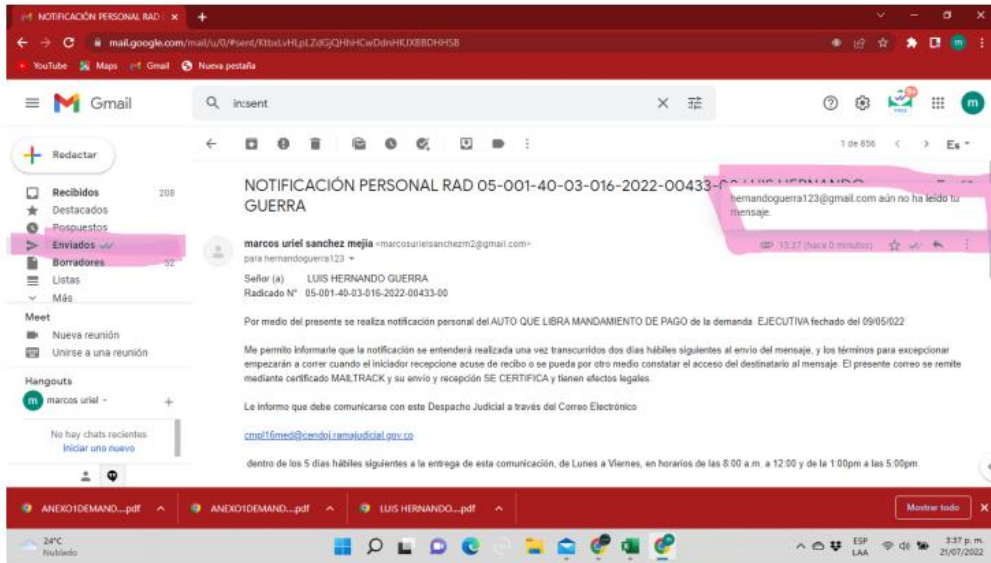 NOTIFICACIÓN PERSONAL RAD
mail.google.com/mail/u/0/#sent/
YouTube Maps Gmail Nueva pestaña
Gmail
in:sent
m
Redactar
1 de 856
Es
Recibidos 208
Destacados
Pospuestos
Enviados
Borradores 52
Listas
Más
NOTIFICACIÓN PERSONAL RAD 05-001-40-03-016-2022-00433-00 LUIS HERNANDO
GUERRA
hernandoguerra123@gmail.com aún no ha leído tu
mensaje.
marcos uriel sanchez mejia <marcosurielsanchezm2@gmail.com>
15:37 (hace 0 minutos)
para hernandoguerra123
Señor (a) LUIS HERNANDO GUERRA
Radicado N° 05-001-40-03-016-2022-00433-00
Por medio del presente se realiza notificación personal del AUTO QUE LIBRA MANDAMIENTO DE PAGO de la demanda EJECUTIVA fechado del 09/05/022
Me permito informarle que la notificación se entenderá realizada una vez transcurridos dos días hábiles siguientes al envío del mensaje, y los términos para excepcionar
empezarán a correr cuando el iniciador recepcione acuse de recibo o se pueda por otro medio constatar el acceso del destinatario al mensaje. El presente correo se remite
mediante certificado MAILTRACK y su envío y recepción SE CERTIFICA y tienen efectos legales.
Le informo que debe comunicarse con este Despacho Judicial a través del Correo Electrónico
cmpl16med@cendoj.ramajudicial.gov.co
dentro de los 5 días hábiles siguientes a la entrega de esta comunicación, de Lunes a Viernes, en horarios de las 8:00 a.m. a 12:00 y de la 1:00pm a las 5:00pm.
Meet
Nueva reunión
Unirse a una reunión
Hangouts
m marcos uriel
No hay chats recientes
Iniciar uno nuevo
ANEXO1DEMAND....pdf
ANEXO1DEMAND....pdf
LUIS HERNANDO....pdf
Mostrar todo
24°C
Nublado
ESP
LAA
3:37 p. m.
21/07/2022